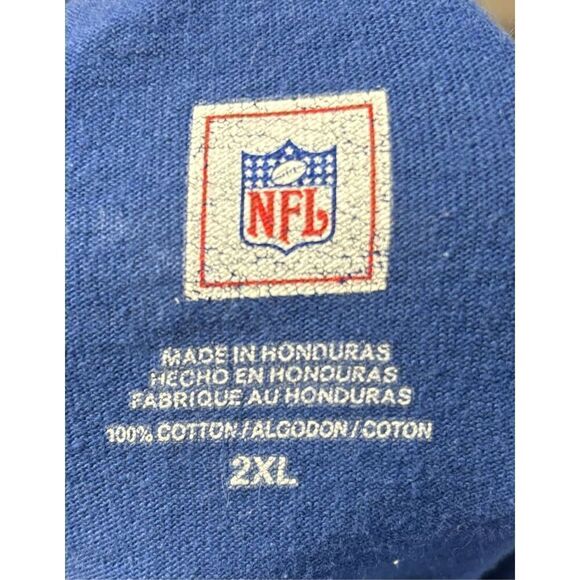 NFL
MADE IN HONDURAS
HECHO EN HONDURAS
FABRIQUE AU HONDURAS
100% COTTON/ALGODON/COTON
2XL